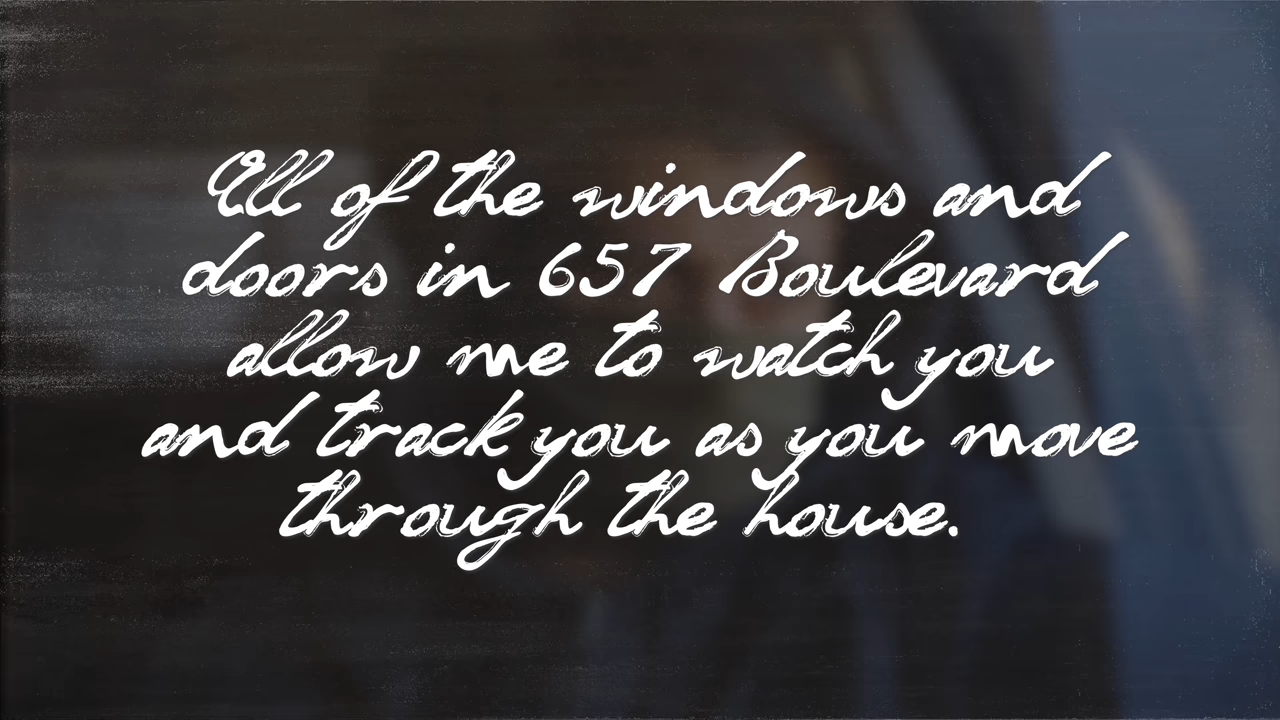 All of the windows and
doors in 657 Boulevard
allow me to watch you
and track you as you move
through the house.